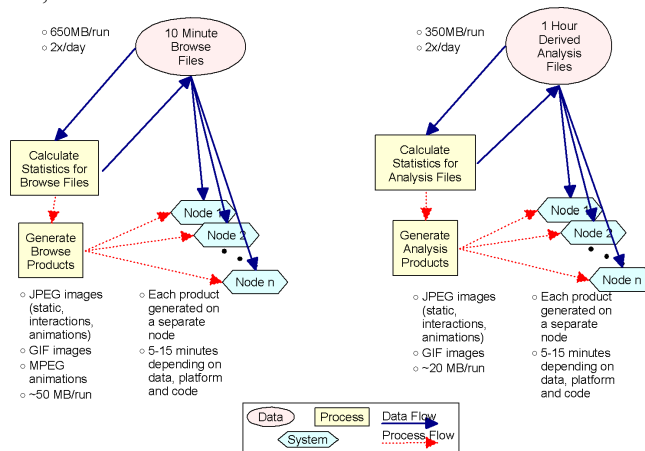 650MB/run
2x/day
10 Minute
Browse
Files
Calculate
Statistics for
Browse Files
Generate
Browse
Products
Node 1
Node 2
Node n
JPEG images
(static,
interactions,
animations)
GIF images
MPEG
animations
~50 MB/run
Each product
generated on
a separate
node
5-15 minutes
depending on
data, platform
and code
350MB/run
2x/day
1 Hour
Derived
Analysis
Files
Calculate
Statistics for
Analysis Files
Generate
Analysis
Products
Node 1
Node 2
Node n
JPEG images
(static,
interactions,
animations)
GIF images
~20 MB/run
Each product
generated on
a separate
node
5-15 minutes
depending on
data, platform
and code
Data
Process
Data Flow
System
Process Flow